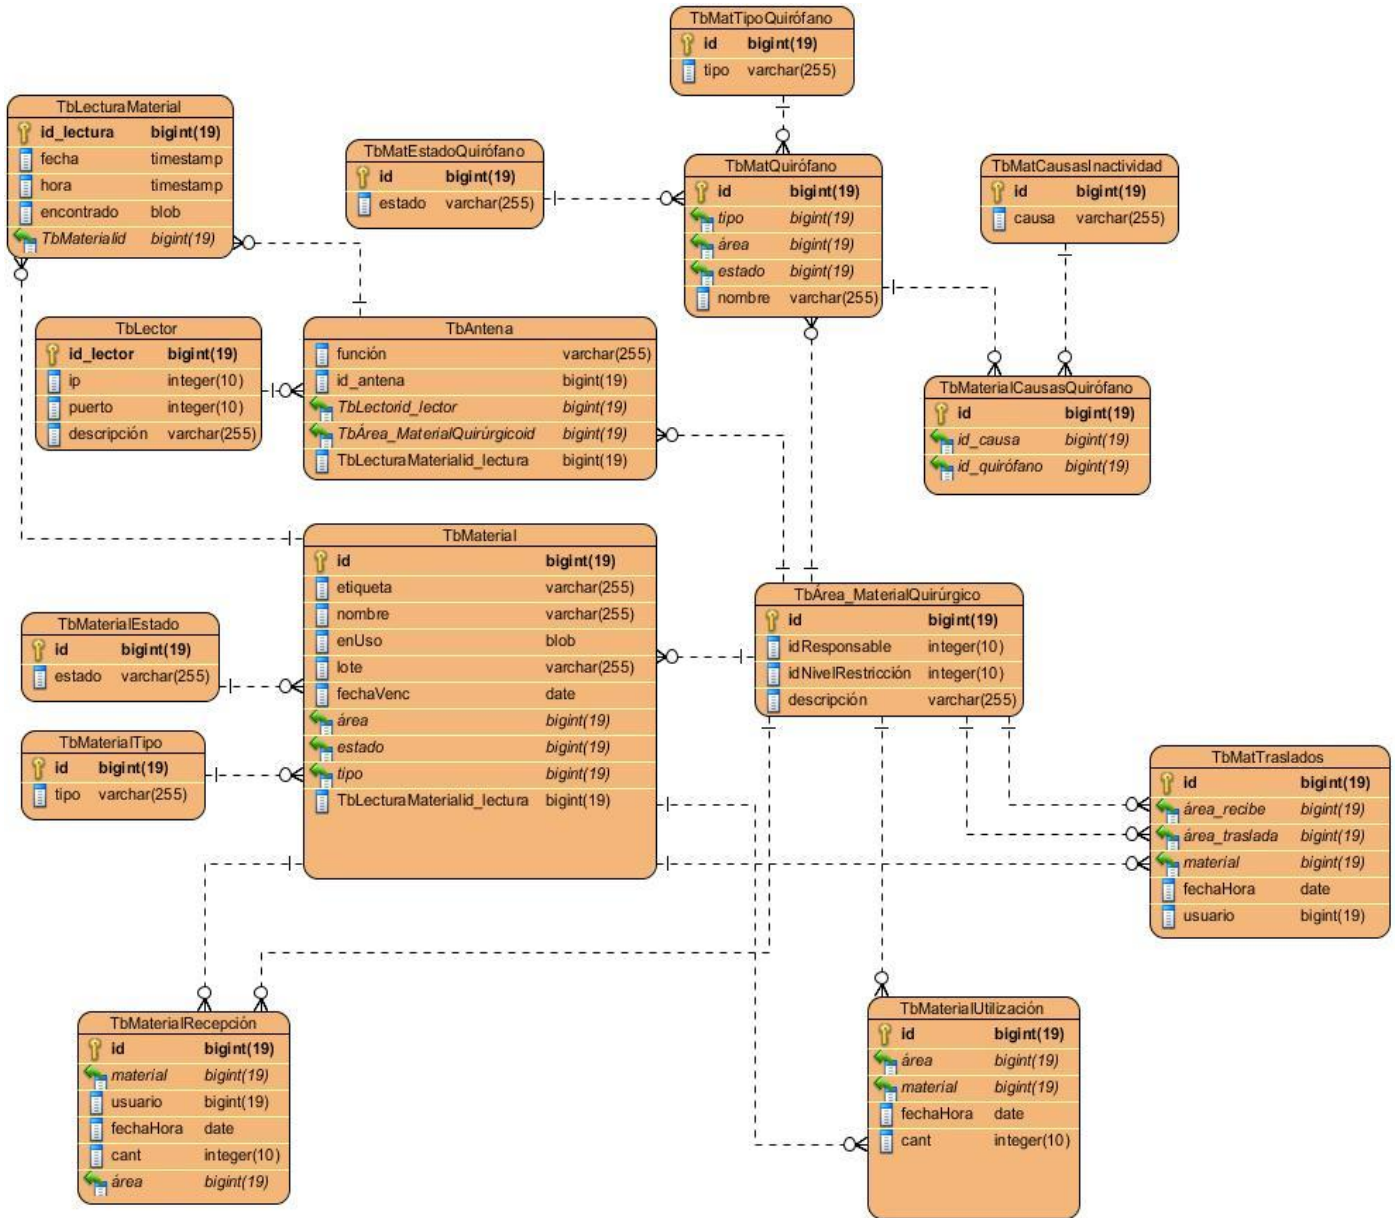 TbMatTipoQuirófano
id bigint(19)
tipo varchar(255)
TbLecturaMaterial
id_lectura bigint(19)
fecha timestamp
hora timestamp
encontrado blob
TbMaterialid bigint(19)
TbMatEstadoQuirófano
id bigint(19)
estado varchar(255)
TbMatQuirófano
id bigint(19)
tipo bigint(19)
área bigint(19)
estado bigint(19)
nombre varchar(255)
TbMatCausasInactividad
id bigint(19)
causa varchar(255)
TbLector
id_lector bigint(19)
ip integer(10)
puerto integer(10)
descripción varchar(255)
TbAntena
función varchar(255)
id_antena bigint(19)
TbLectorid_lector bigint(19)
TbÁrea_MaterialQuirúrgicoid bigint(19)
TbLecturaMaterialid_lectura bigint(19)
TbMaterialCausasQuirófano
id bigint(19)
id_causa bigint(19)
id_quirófano bigint(19)
TbMaterial
id bigint(19)
etiqueta varchar(255)
nombre varchar(255)
enUso blob
lote varchar(255)
fechaVenc date
área bigint(19)
estado bigint(19)
tipo bigint(19)
TbLecturaMaterialid_lectura bigint(19)
TbÁrea_MaterialQuirúrgico
id bigint(19)
idResponsable integer(10)
idNivelRestricción integer(10)
descripción varchar(255)
TbMaterialEstado
id bigint(19)
estado varchar(255)
TbMaterialTipo
id bigint(19)
tipo varchar(255)
TbMatTraslados
id bigint(19)
área_recibe bigint(19)
área_traslada bigint(19)
material bigint(19)
fechaHora date
usuario bigint(19)
TbMaterialRecepción
id bigint(19)
material bigint(19)
usuario bigint(19)
fechaHora date
cant integer(10)
área bigint(19)
TbMaterialUtilización
id bigint(19)
área bigint(19)
material bigint(19)
fechaHora date
cant integer(10)